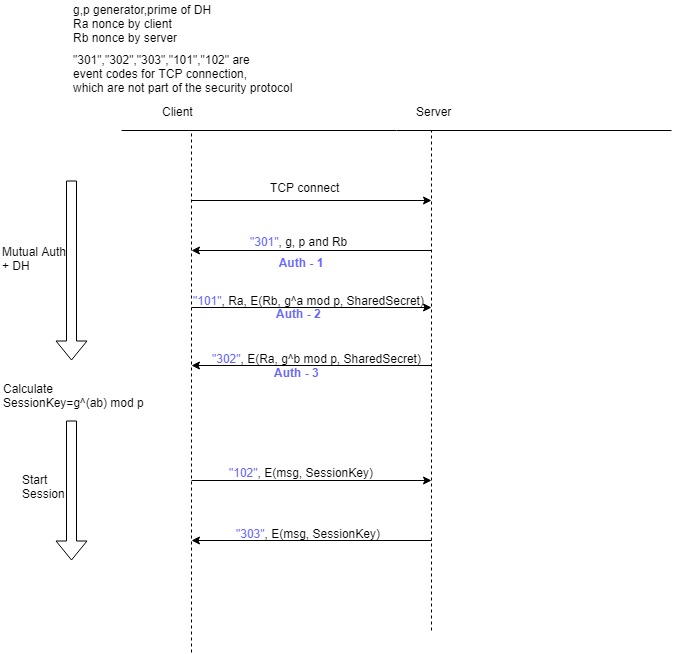 g,p generator,prime of DH
Ra nonce by client
Rb nonce by server
"301","302","303","101","102" are
event codes for TCP connection,
which are not part of the security protocol
Client
Server
TCP connect
"301", g, p and Rb
Auth - 1
Mutual Auth
+ DH
"101", Ra, E(Rb, g^a mod p, SharedSecret)
Auth - 2
"302", E(Ra, g^b mod p, SharedSecret)
Auth - 3
Calculate
SessionKey=g^(ab) mod p
"102", E(msg, SessionKey)
Start
Session
"303", E(msg, SessionKey)